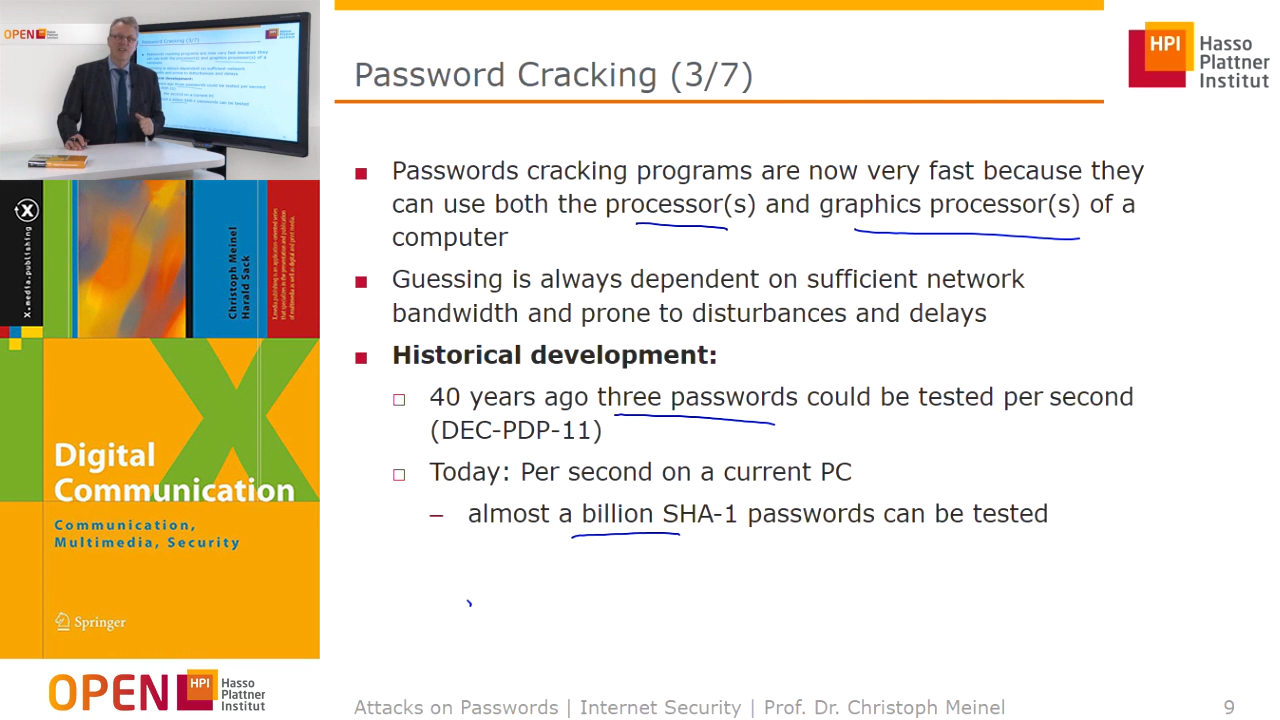 OPEN HPI
Password Cracking (3/7)
HPI Hasso
Plattner
Institut
Passwords cracking programs are now very fast because they
can use both the processor(s) and graphics processor(s) of a
computer
Guessing is always dependent on sufficient network
bandwidth and prone to disturbances and delays
Historical development:
40 years ago three passwords could be tested per second
(DEC-PDP-11)
Today: Per second on a current PC
– almost a billion SHA-1 passwords can be tested
X.media.publishing
Christoph Meinel
Harald Sack
Digital
Communication
Communication,
Multimedia, Security
Springer
OPEN HPI Hasso
Plattner
Institut
Attacks on Passwords | Internet Security | Prof. Dr. Christoph Meinel
9